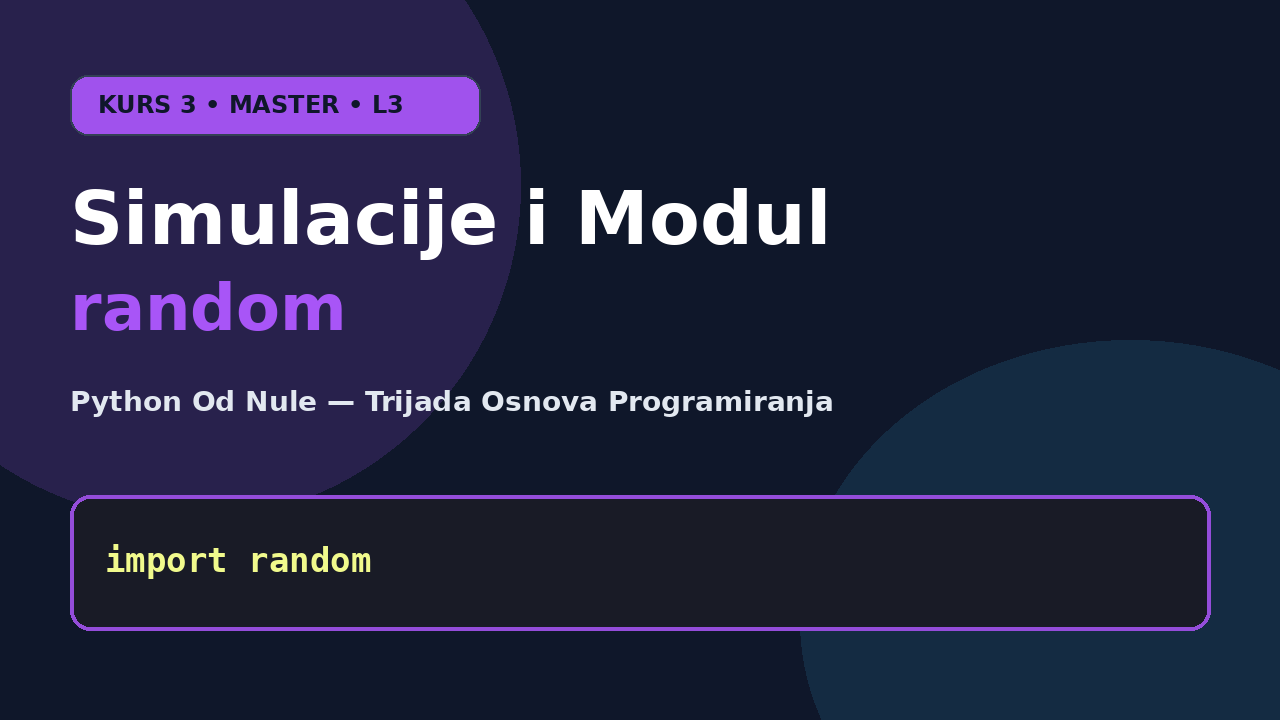 KURS 3 • MASTER • L3
Simulacije i Modul
random
Python Od Nule — Trijada Osnova Programiranja
import random